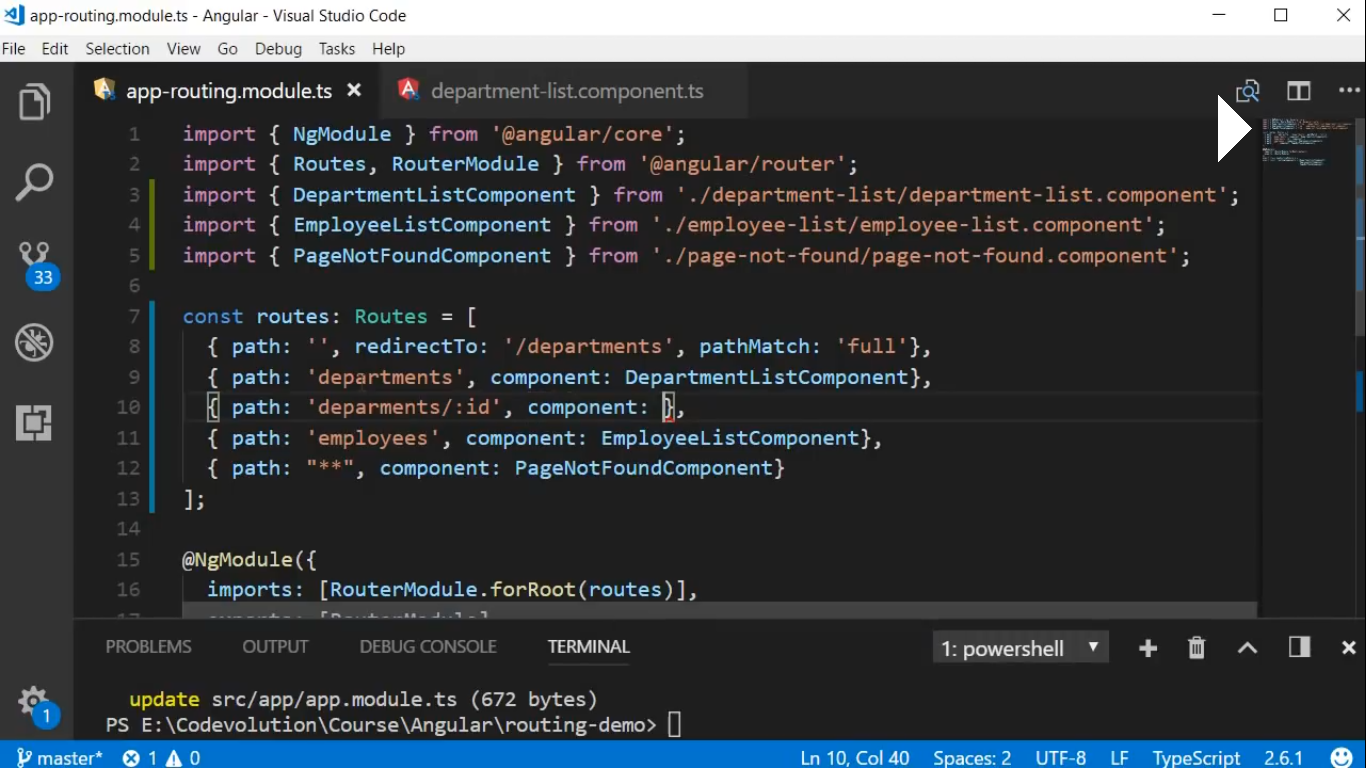 app-routing.module.ts - Angular - Visual Studio Code
File Edit Selection View Go Debug Tasks Help
app-routing.module.ts department-list.component.ts
1 import { NgModule } from '@angular/core';
2 import { Routes, RouterModule } from '@angular/router';
3 import { DepartmentListComponent } from './department-list/department-list.component';
4 import { EmployeeListComponent } from './employee-list/employee-list.component';
5 import { PageNotFoundComponent } from './page-not-found/page-not-found.component';
6
7 const routes: Routes = [
8 { path: '', redirectTo: '/departments', pathMatch: 'full'},
9 { path: 'departments', component: DepartmentListComponent},
10 { path: 'deparments/:id', component: },
11 { path: 'employees', component: EmployeeListComponent},
12 { path: "**", component: PageNotFoundComponent}
13 ];
14
15 @NgModule({
16 imports: [RouterModule.forRoot(routes)],
33
1
PROBLEMS OUTPUT DEBUG CONSOLE TERMINAL 1: powershell
update src/app/app.module.ts (672 bytes)
PS E:\Codevolution\Course\Angular\routing-demo>
master* 1 0 Ln 10, Col 40 Spaces: 2 UTF-8 LF TypeScript 2.6.1